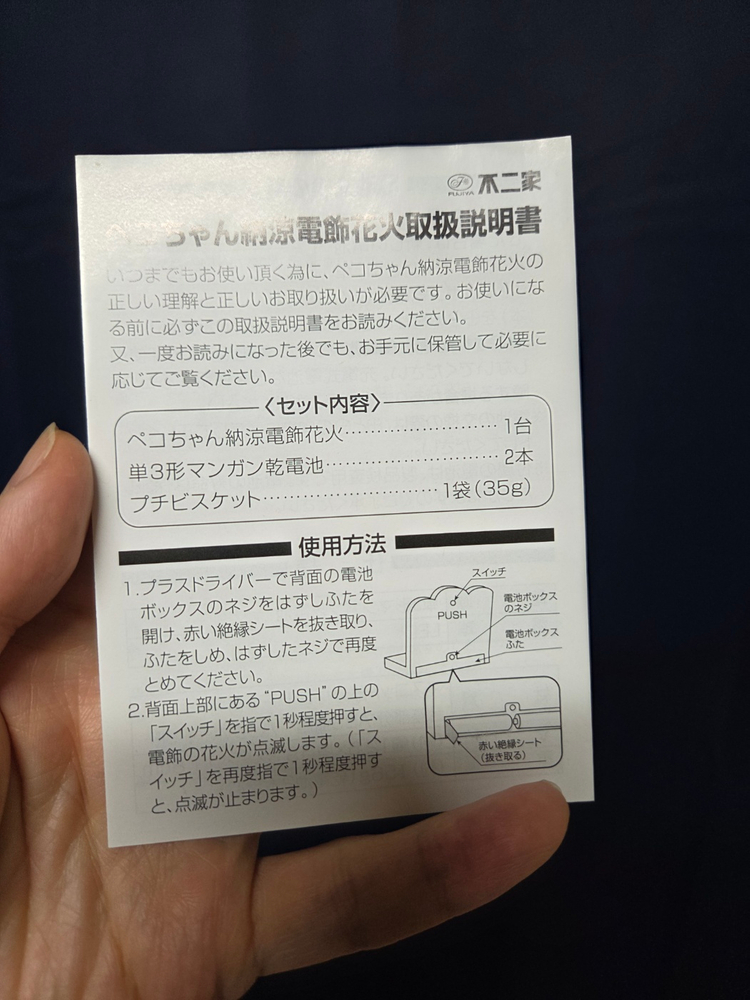 FUJIYA 不二家
ペコちゃん納涼電飾花火取扱説明書
いつまでもお使い頂く為に、ペコちゃん納涼電飾花火の
正しい理解と正しいお取り扱いが必要です。お使いにな
る前に必ずこの取扱説明書をお読みください。
又、一度お読みになった後でも、お手元に保管して必要に
応じてご覧ください。
〈セット内容〉
ペコちゃん納涼電飾花火……………………1台
単3形マンガン乾電池………………………2本
プチビスケット…………………………1袋(35g)
使用方法
1.プラスドライバーで背面の電池
ボックスのネジをはずしふたを
開け、赤い絶縁シートを抜き取り、
ふたをしめ、はずしたネジで再度
とめてください。
2.背面上部にある“PUSH”の上の
「スイッチ」を指で1秒程度押すと、
電飾の花火が点滅します。(「ス
イッチ」を再度指で1秒程度押す
と、点滅が止まります。)
スイッチ
PUSH
電池ボックス
のネジ
電池ボックス
ふた
赤い絶縁シート
(抜き取る)